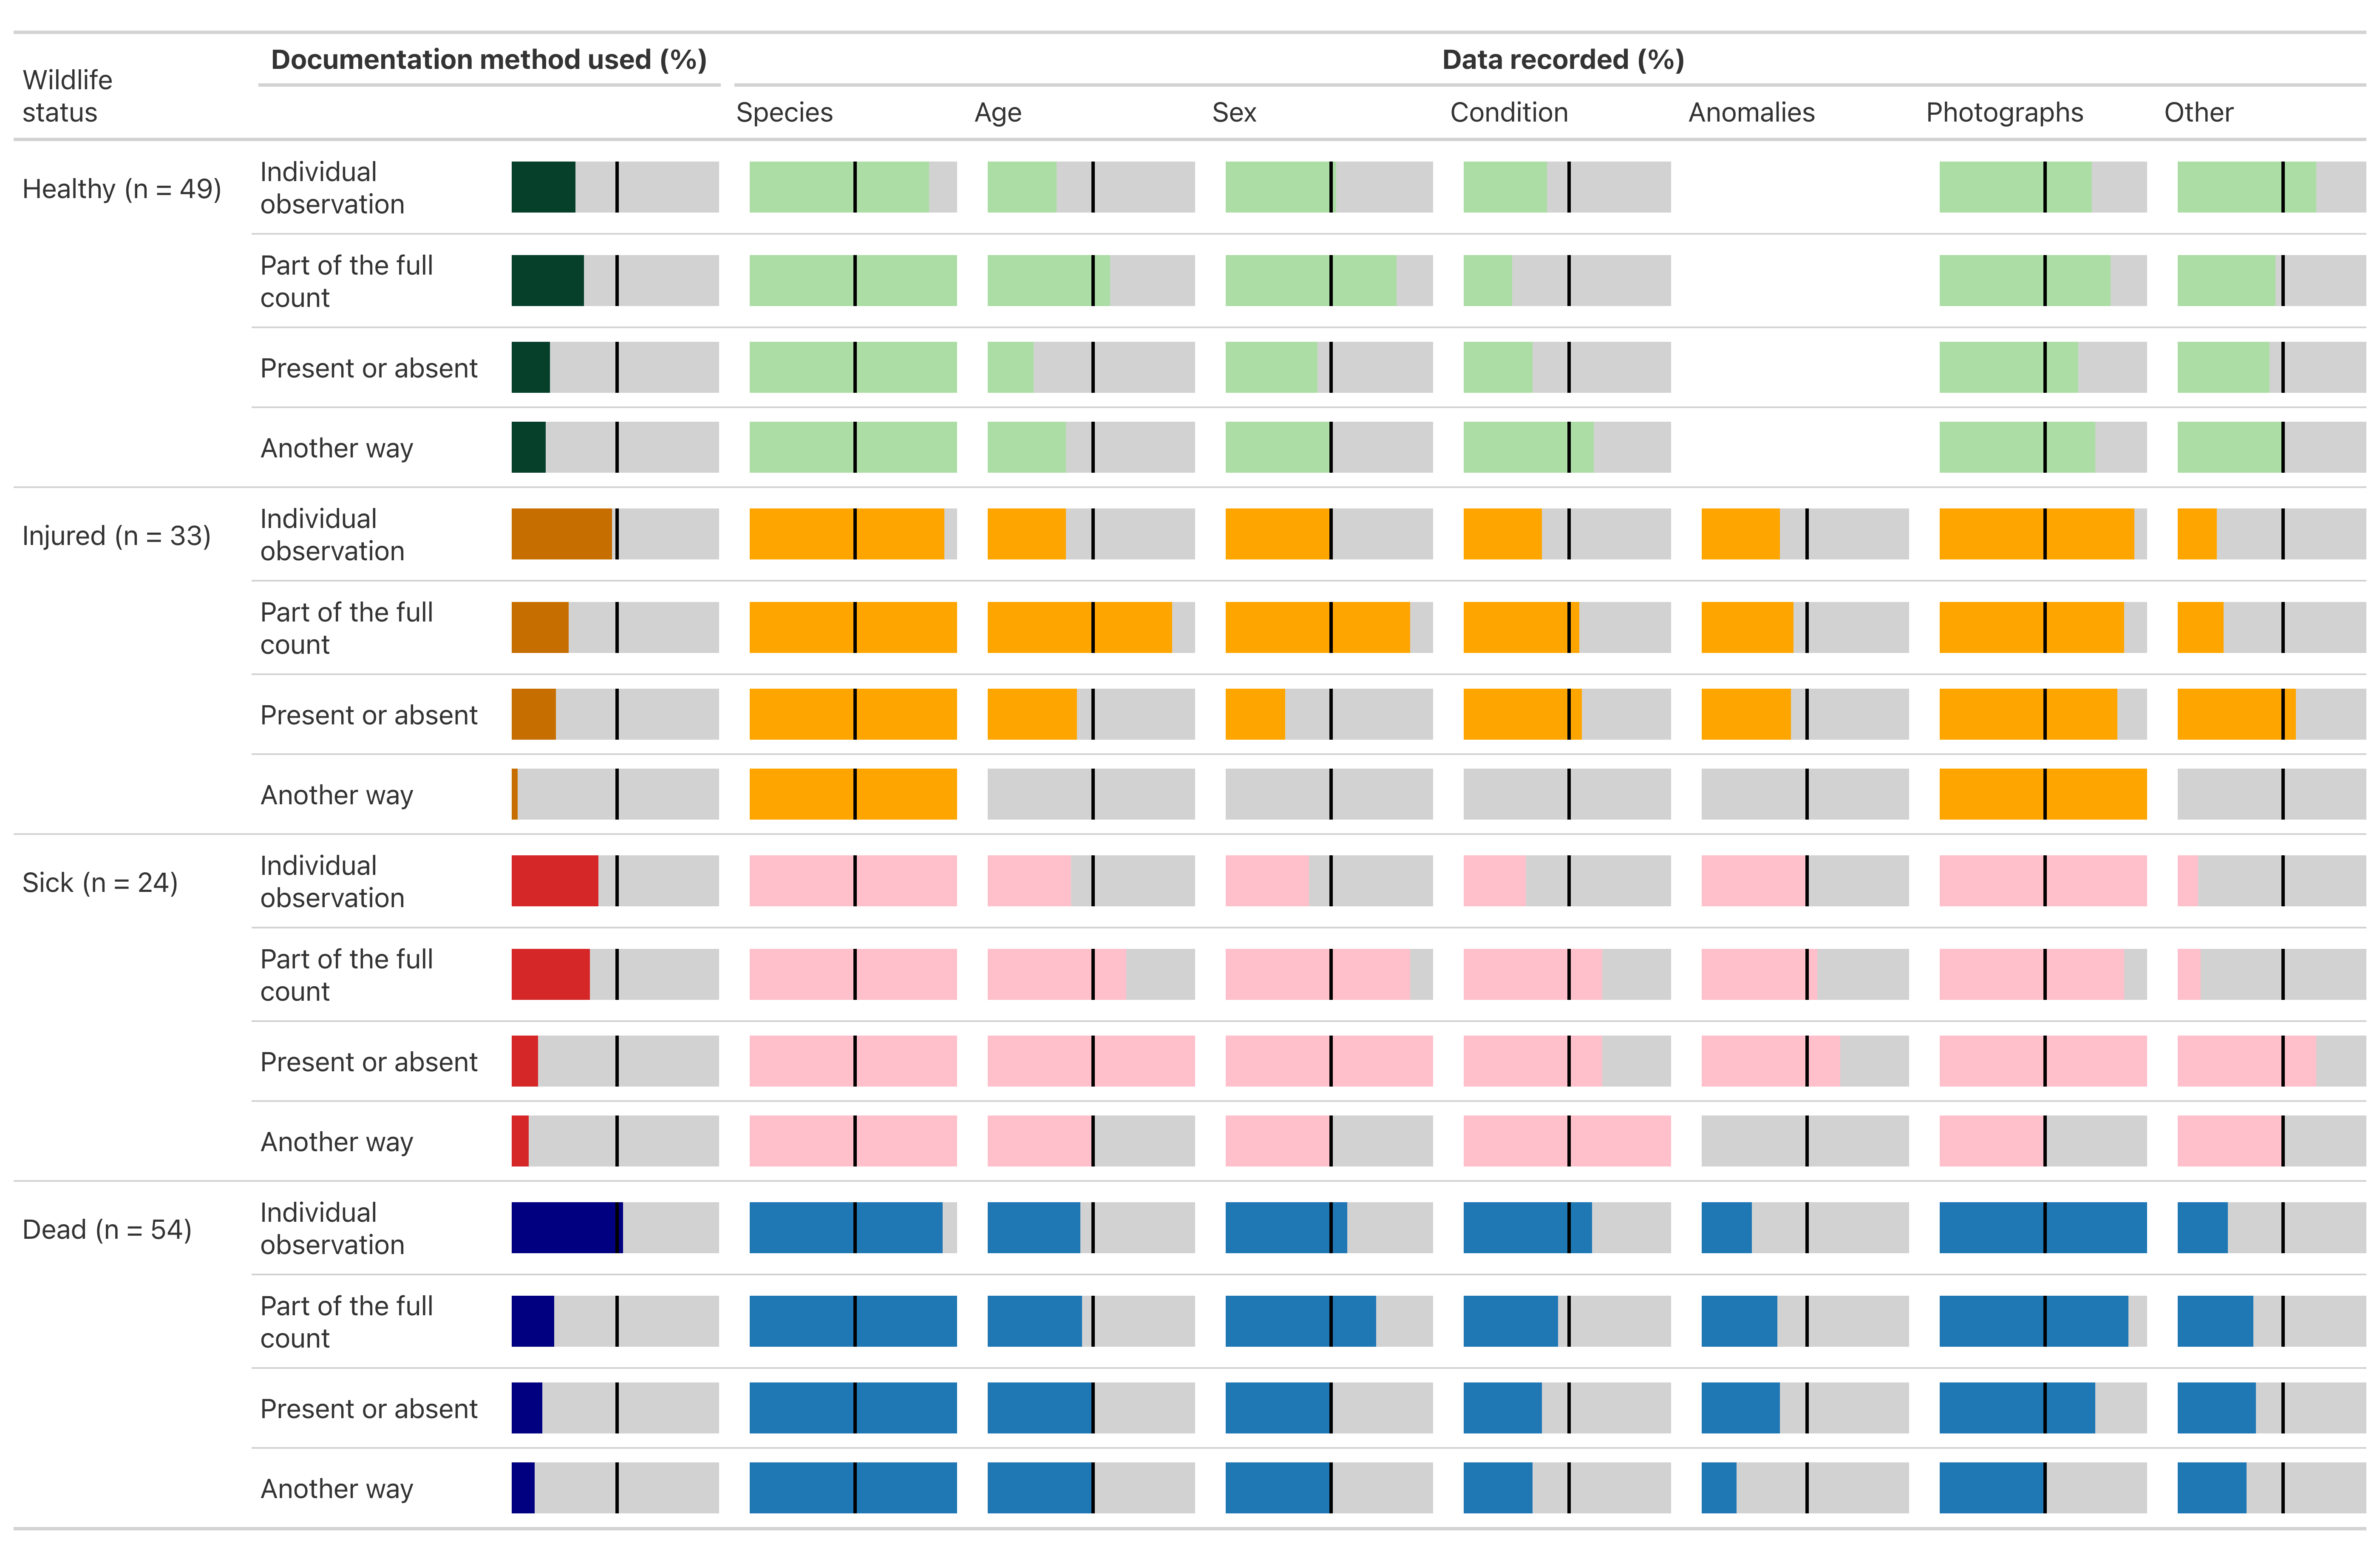 Wildlife
status
Documentation method used (%)
Data recorded (%)
Species Age Sex Condition Anomalies Photographs Other
Healthy (n = 49)
Individual
observation
Part of the full
count
Present or absent
Another way
Injured (n = 33)
Individual
observation
Part of the full
count
Present or absent
Another way
Sick (n = 24)
Individual
observation
Part of the full
count
Present or absent
Another way
Dead (n = 54)
Individual
observation
Part of the full
count
Present or absent
Another way